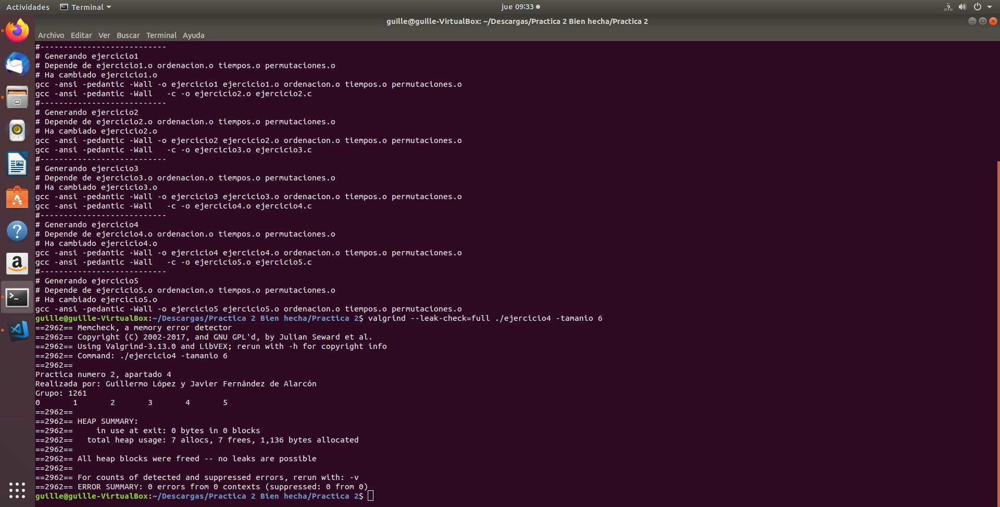 Actividades Terminal jue 09:33
guille@guille-VirtualBox: ~/Descargas/Practica 2 Bien hecha/Practica 2
Archivo Editar Ver Buscar Terminal Ayuda
#---------------------------
# Generando ejercicio1
# Depende de ejercicio1.o ordenacion.o tiempos.o permutaciones.o
# Ha cambiado ejercicio1.o
gcc -ansi -pedantic -Wall -o ejercicio1 ejercicio1.o ordenacion.o tiempos.o permutaciones.o
gcc -ansi -pedantic -Wall   -c -o ejercicio2.o ejercicio2.c
#---------------------------
# Generando ejercicio2
# Depende de ejercicio2.o ordenacion.o tiempos.o permutaciones.o
# Ha cambiado ejercicio2.o
gcc -ansi -pedantic -Wall -o ejercicio2 ejercicio2.o ordenacion.o tiempos.o permutaciones.o
gcc -ansi -pedantic -Wall   -c -o ejercicio3.o ejercicio3.c
#---------------------------
# Generando ejercicio3
# Depende de ejercicio3.o ordenacion.o tiempos.o permutaciones.o
# Ha cambiado ejercicio3.o
gcc -ansi -pedantic -Wall -o ejercicio3 ejercicio3.o ordenacion.o tiempos.o permutaciones.o
gcc -ansi -pedantic -Wall   -c -o ejercicio4.o ejercicio4.c
#---------------------------
# Generando ejercicio4
# Depende de ejercicio4.o ordenacion.o tiempos.o permutaciones.o
# Ha cambiado ejercicio4.o
gcc -ansi -pedantic -Wall -o ejercicio4 ejercicio4.o ordenacion.o tiempos.o permutaciones.o
gcc -ansi -pedantic -Wall   -c -o ejercicio5.o ejercicio5.c
#---------------------------
# Generando ejercicio5
# Depende de ejercicio5.o ordenacion.o tiempos.o permutaciones.o
# Ha cambiado ejercicio5.o
gcc -ansi -pedantic -Wall -o ejercicio5 ejercicio5.o ordenacion.o tiempos.o permutaciones.o
guille@guille-VirtualBox:~/Descargas/Practica 2 Bien hecha/Practica 2$ valgrind --leak-check=full ./ejercicio4 -tamanio 6
==2962== Memcheck, a memory error detector
==2962== Copyright (C) 2002-2017, and GNU GPL'd, by Julian Seward et al.
==2962== Using Valgrind-3.13.0 and LibVEX; rerun with -h for copyright info
==2962== Command: ./ejercicio4 -tamanio 6
==2962==
Practica numero 2, apartado 4
Realizada por: Guillermo López y Javier Fernández de Alarcón
Grupo: 1261
0       1       2       3       4       5
==2962==
==2962== HEAP SUMMARY:
==2962==     in use at exit: 0 bytes in 0 blocks
==2962==   total heap usage: 7 allocs, 7 frees, 1,136 bytes allocated
==2962==
==2962== All heap blocks were freed -- no leaks are possible
==2962==
==2962== For counts of detected and suppressed errors, rerun with: -v
==2962== ERROR SUMMARY: 0 errors from 0 contexts (suppressed: 0 from 0)
guille@guille-VirtualBox:~/Descargas/Practica 2 Bien hecha/Practica 2$